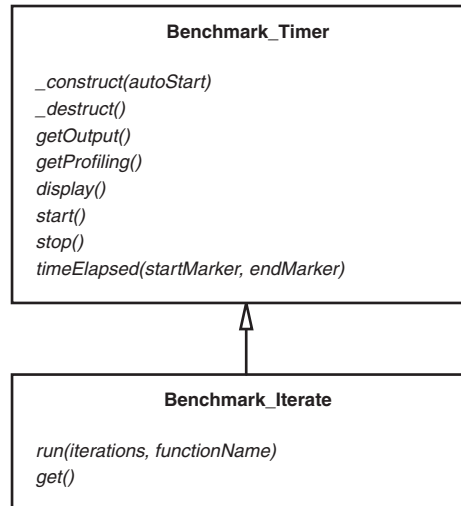 Benchmark_Timer
_construct(autoStart)
_destruct()
getOutput()
getProfiling()
display()
start()
stop()
timeElapsed(startMarker, endMarker)
Benchmark_Iterate
run(iterations, functionName)
get()